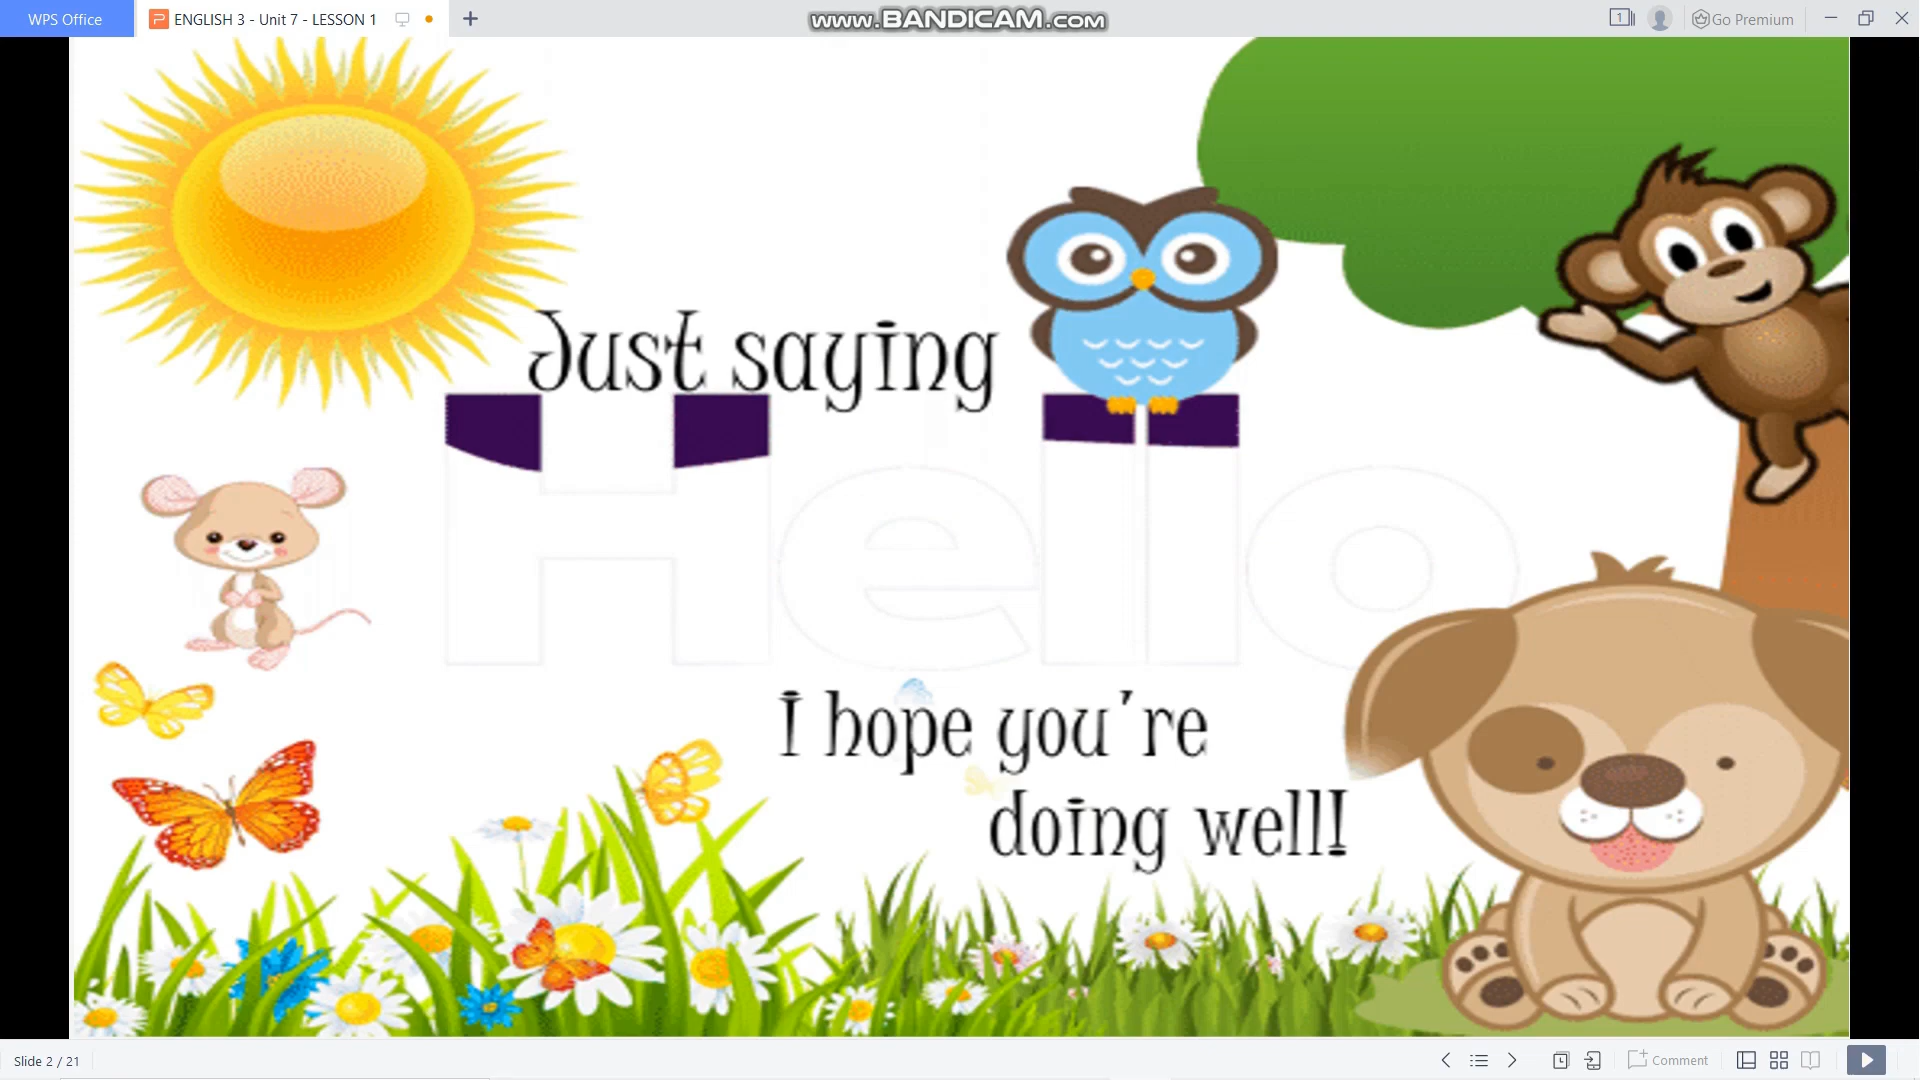 WPS Office
ENGLISH 3 - Unit 7 - LESSON 1
www.BANDICAM.com
1
Go Premium
Just saying
Hello
I hope you're
doing well!
Slide 2 / 21
Comment